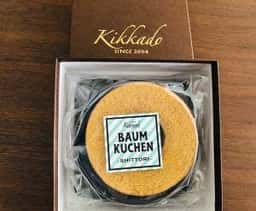 Kikkado
SINCE 2004
BAUM
KUCHEN
SHITTORI